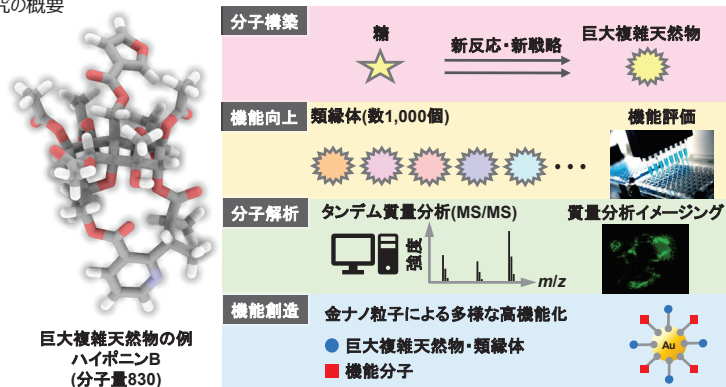 究の概要
巨大複雑天然物の例
ハイポニンB
(分子量830)
分子構築
糖
新反応・新戦略
巨大複雑天然物
機能向上
類縁体(数1,000個)
機能評価
・・・
分子解析
タンデム質量分析(MS/MS)
質量分析イメージング
強度
m/z
機能創造
金ナノ粒子による多様な高機能化
巨大複雑天然物・類縁体
機能分子
Au